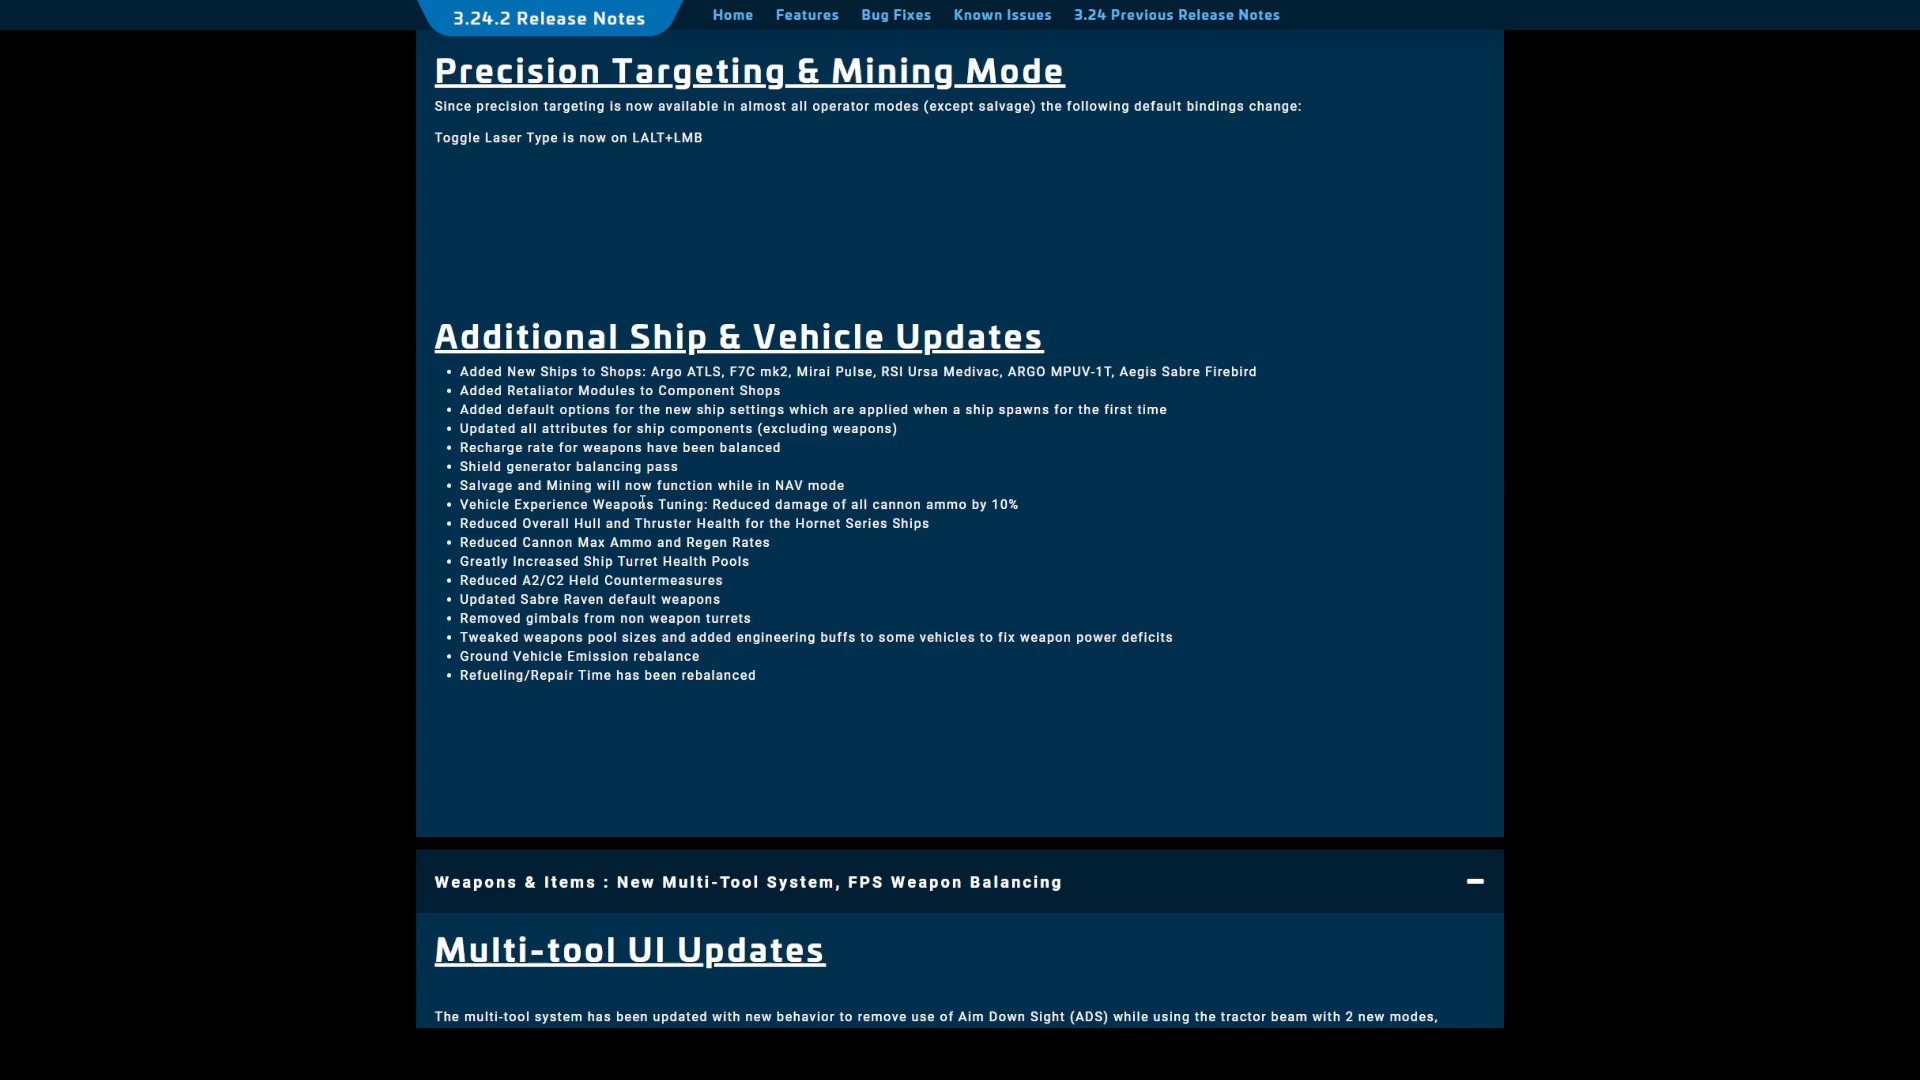 3.24.2 Release Notes
Home Features Bug Fixes Known Issues 3.24 Previous Release Notes
Precision Targeting & Mining Mode
Since precision targeting is now available in almost all operator modes (except salvage) the following default bindings change:
Toggle Laser Type is now on LALT+LMB
Additional Ship & Vehicle Updates
• Added New Ships to Shops: Argo ATLS, F7C mk2, Mirai Pulse, RSI Ursa Medivac, ARGO MPUV-1T, Aegis Sabre Firebird
• Added Retaliator Modules to Component Shops
• Added default options for the new ship settings which are applied when a ship spawns for the first time
• Updated all attributes for ship components (excluding weapons)
• Recharge rate for weapons have been balanced
• Shield generator balancing pass
• Salvage and Mining will now function while in NAV mode
• Vehicle Experience Weapons Tuning: Reduced damage of all cannon ammo by 10%
• Reduced Overall Hull and Thruster Health for the Hornet Series Ships
• Reduced Cannon Max Ammo and Regen Rates
• Greatly Increased Ship Turret Health Pools
• Reduced A2/C2 Held Countermeasures
• Updated Sabre Raven default weapons
• Removed gimbals from non weapon turrets
• Tweaked weapons pool sizes and added engineering buffs to some vehicles to fix weapon power deficits
• Ground Vehicle Emission rebalance
• Refueling/Repair Time has been rebalanced
Weapons & Items : New Multi-Tool System, FPS Weapon Balancing
Multi-tool UI Updates
The multi-tool system has been updated with new behavior to remove use of Aim Down Sight (ADS) while using the tractor beam with 2 new modes,